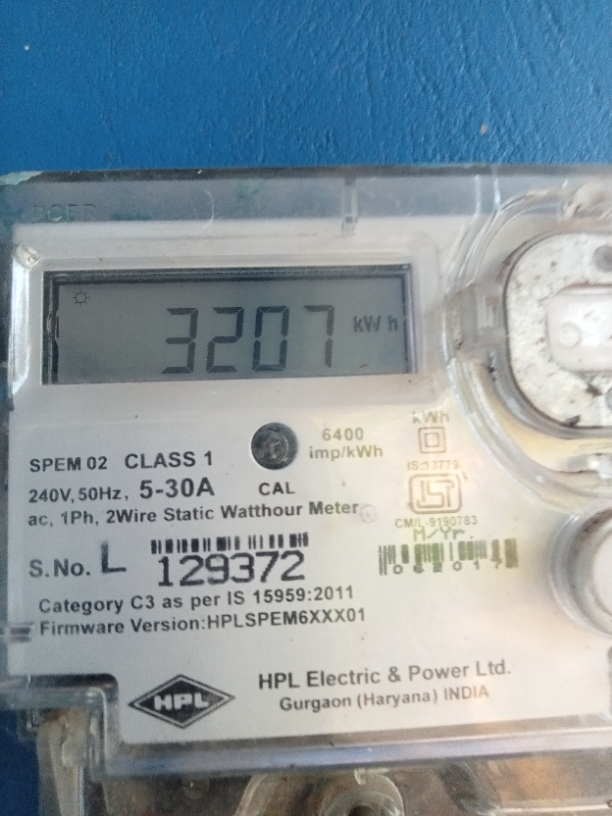 3207 kWh
6400
imp/kWh
kWh
SPEM 02 CLASS 1
IS:13779
240V, 50Hz, 5-30A CAL
ac, 1Ph, 2Wire Static Watthour Meter
CM/L-9190783
M/Yr.
S.No. L 129372
062017
Category C3 as per IS 15959:2011
Firmware Version:HPLSPEM6XXX01
HPL
HPL Electric & Power Ltd.
Gurgaon (Haryana) INDIA